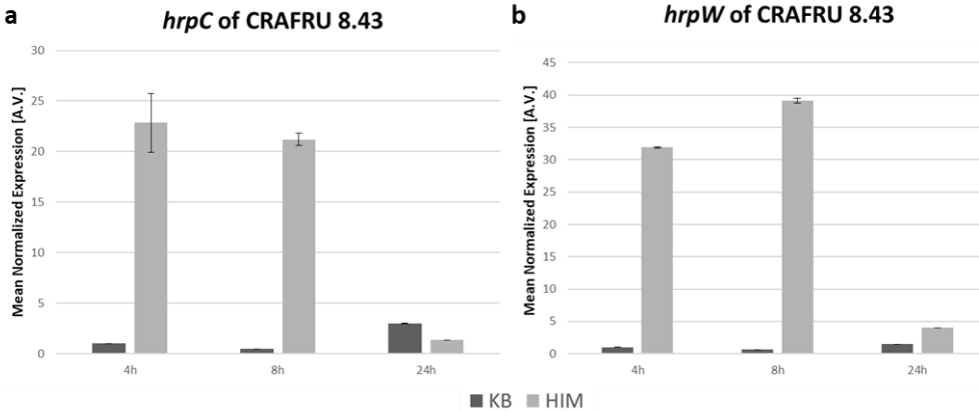 a
hrpC of CRAFRU 8.43
Mean Normalized Expression [A.V.]
30
25
20
15
10
5
0
4h
8h
24h
b
hrpW of CRAFRU 8.43
Mean Normalized Expression [A.V.]
45
40
35
30
25
20
15
10
5
0
4h
8h
24h
KB HIM